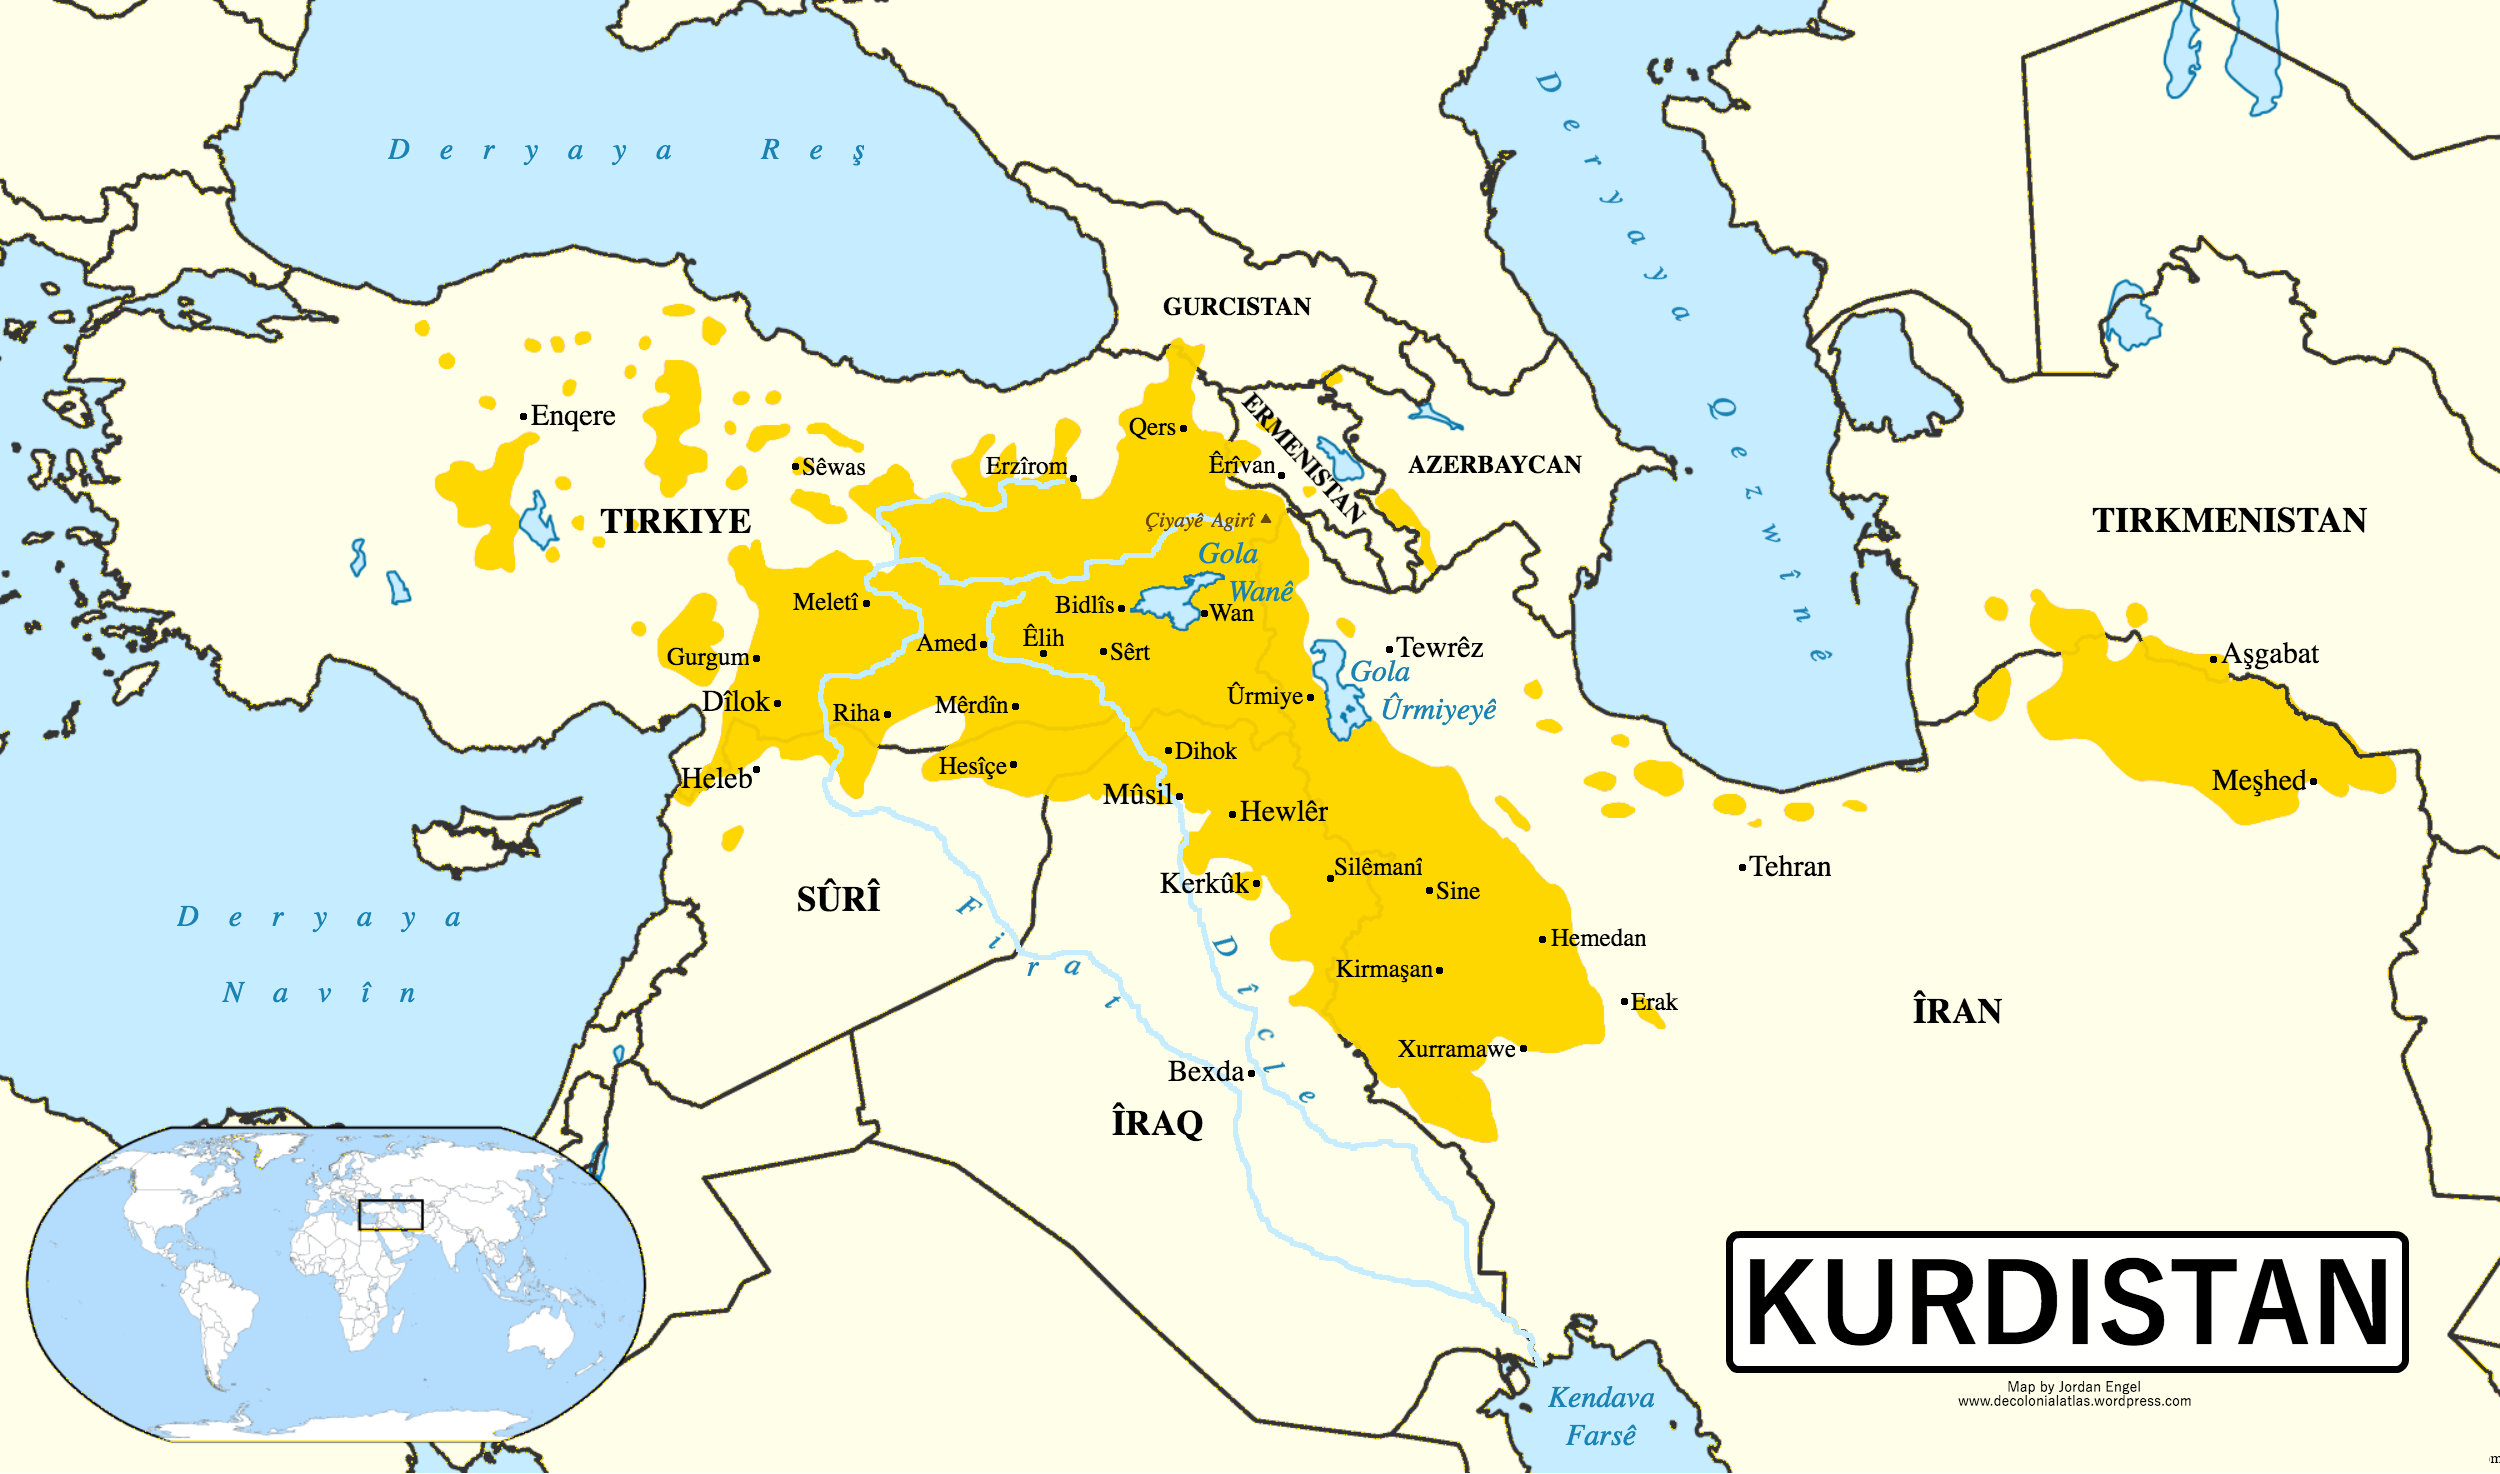 Deryaya Reş
Deryaya Qezwînê
GURCISTAN
ERMENISTAN
AZERBAYCAN
Qers
Enqere
Erzîrom
Êrîvan
Sêwas
TIRKIYE
Çiyayê Agirî
TIRKMENISTAN
Gola
Wanê
Meletî
Bidlîs
Wan
Amed
Êlih
Sêrt
Tewrêz
Gurgum
Aşgabat
Gola
Ûrmiyeyê
Dîlok
Riha
Mêrdîn
Ûrmiye
Dihok
Heleb
Hesîçe
Mûsil
Hewlêr
Meşhed
Silêmanî
Tehran
Kerkûk
Sine
SÛRÎ
Deryaya
Navîn
Firat
Dîcle
Hemedan
Kirmaşan
Erak
ÎRAN
Xurramawe
Bexda
ÎRAQ
KURDISTAN
Map by Jordan Engel
www.decolonialatlas.wordpress.com
Kendava
Farsê